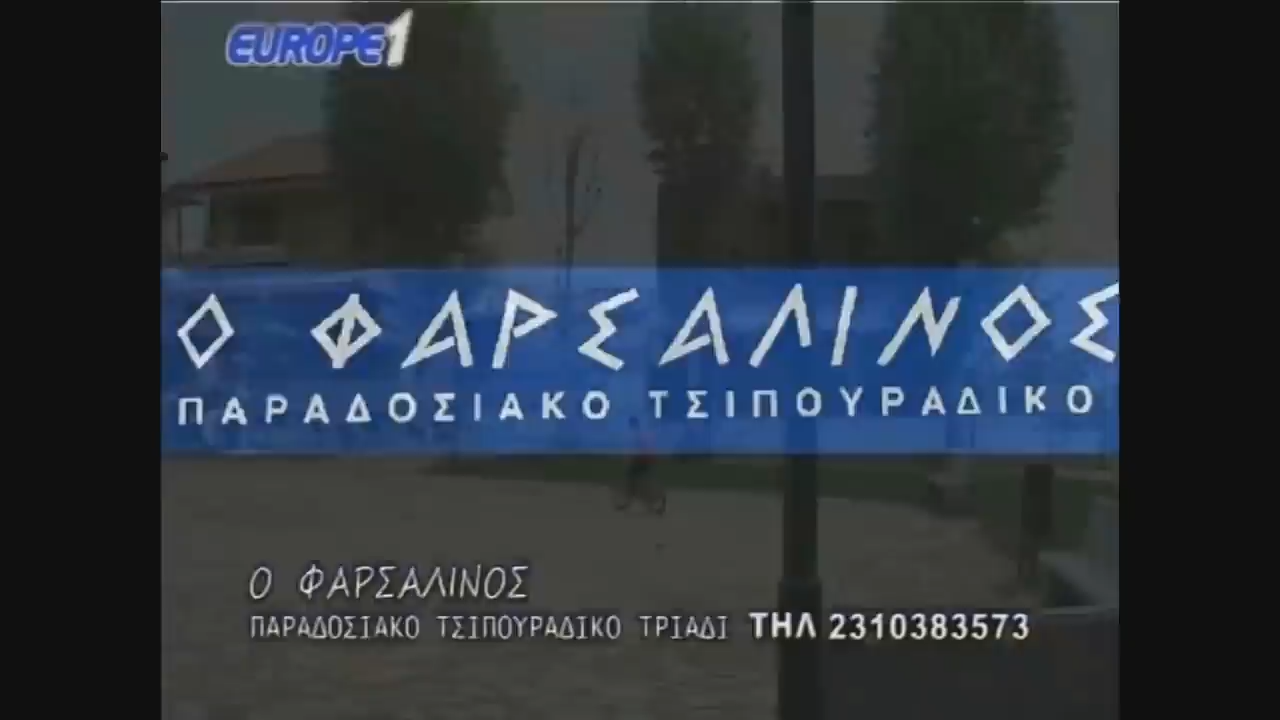 EUROPE1
Ο ΦΑΡΣΑΛΙΝΟΣ
ΠΑΡΑΔΟΣΙΑΚΟ ΤΣΙΠΟΥΡΑΔΙΚΟ
Ο ΦΑΡΣΑΛΙΝΟΣ
ΠΑΡΑΔΟΣΙΑΚΟ ΤΣΙΠΟΥΡΑΔΙΚΟ ΤΡΙΑΔΙ ΤΗΛ 2310383573